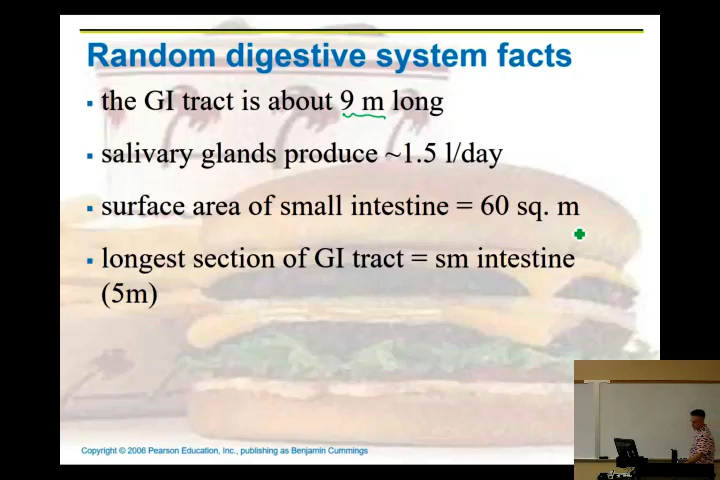 Random digestive system facts
▪ the GI tract is about 9 m long
▪ salivary glands produce ~1.5 l/day
▪ surface area of small intestine = 60 sq. m
▪ longest section of GI tract = sm intestine
(5m)
Copyright © 2006 Pearson Education, Inc., publishing as Benjamin Cummings